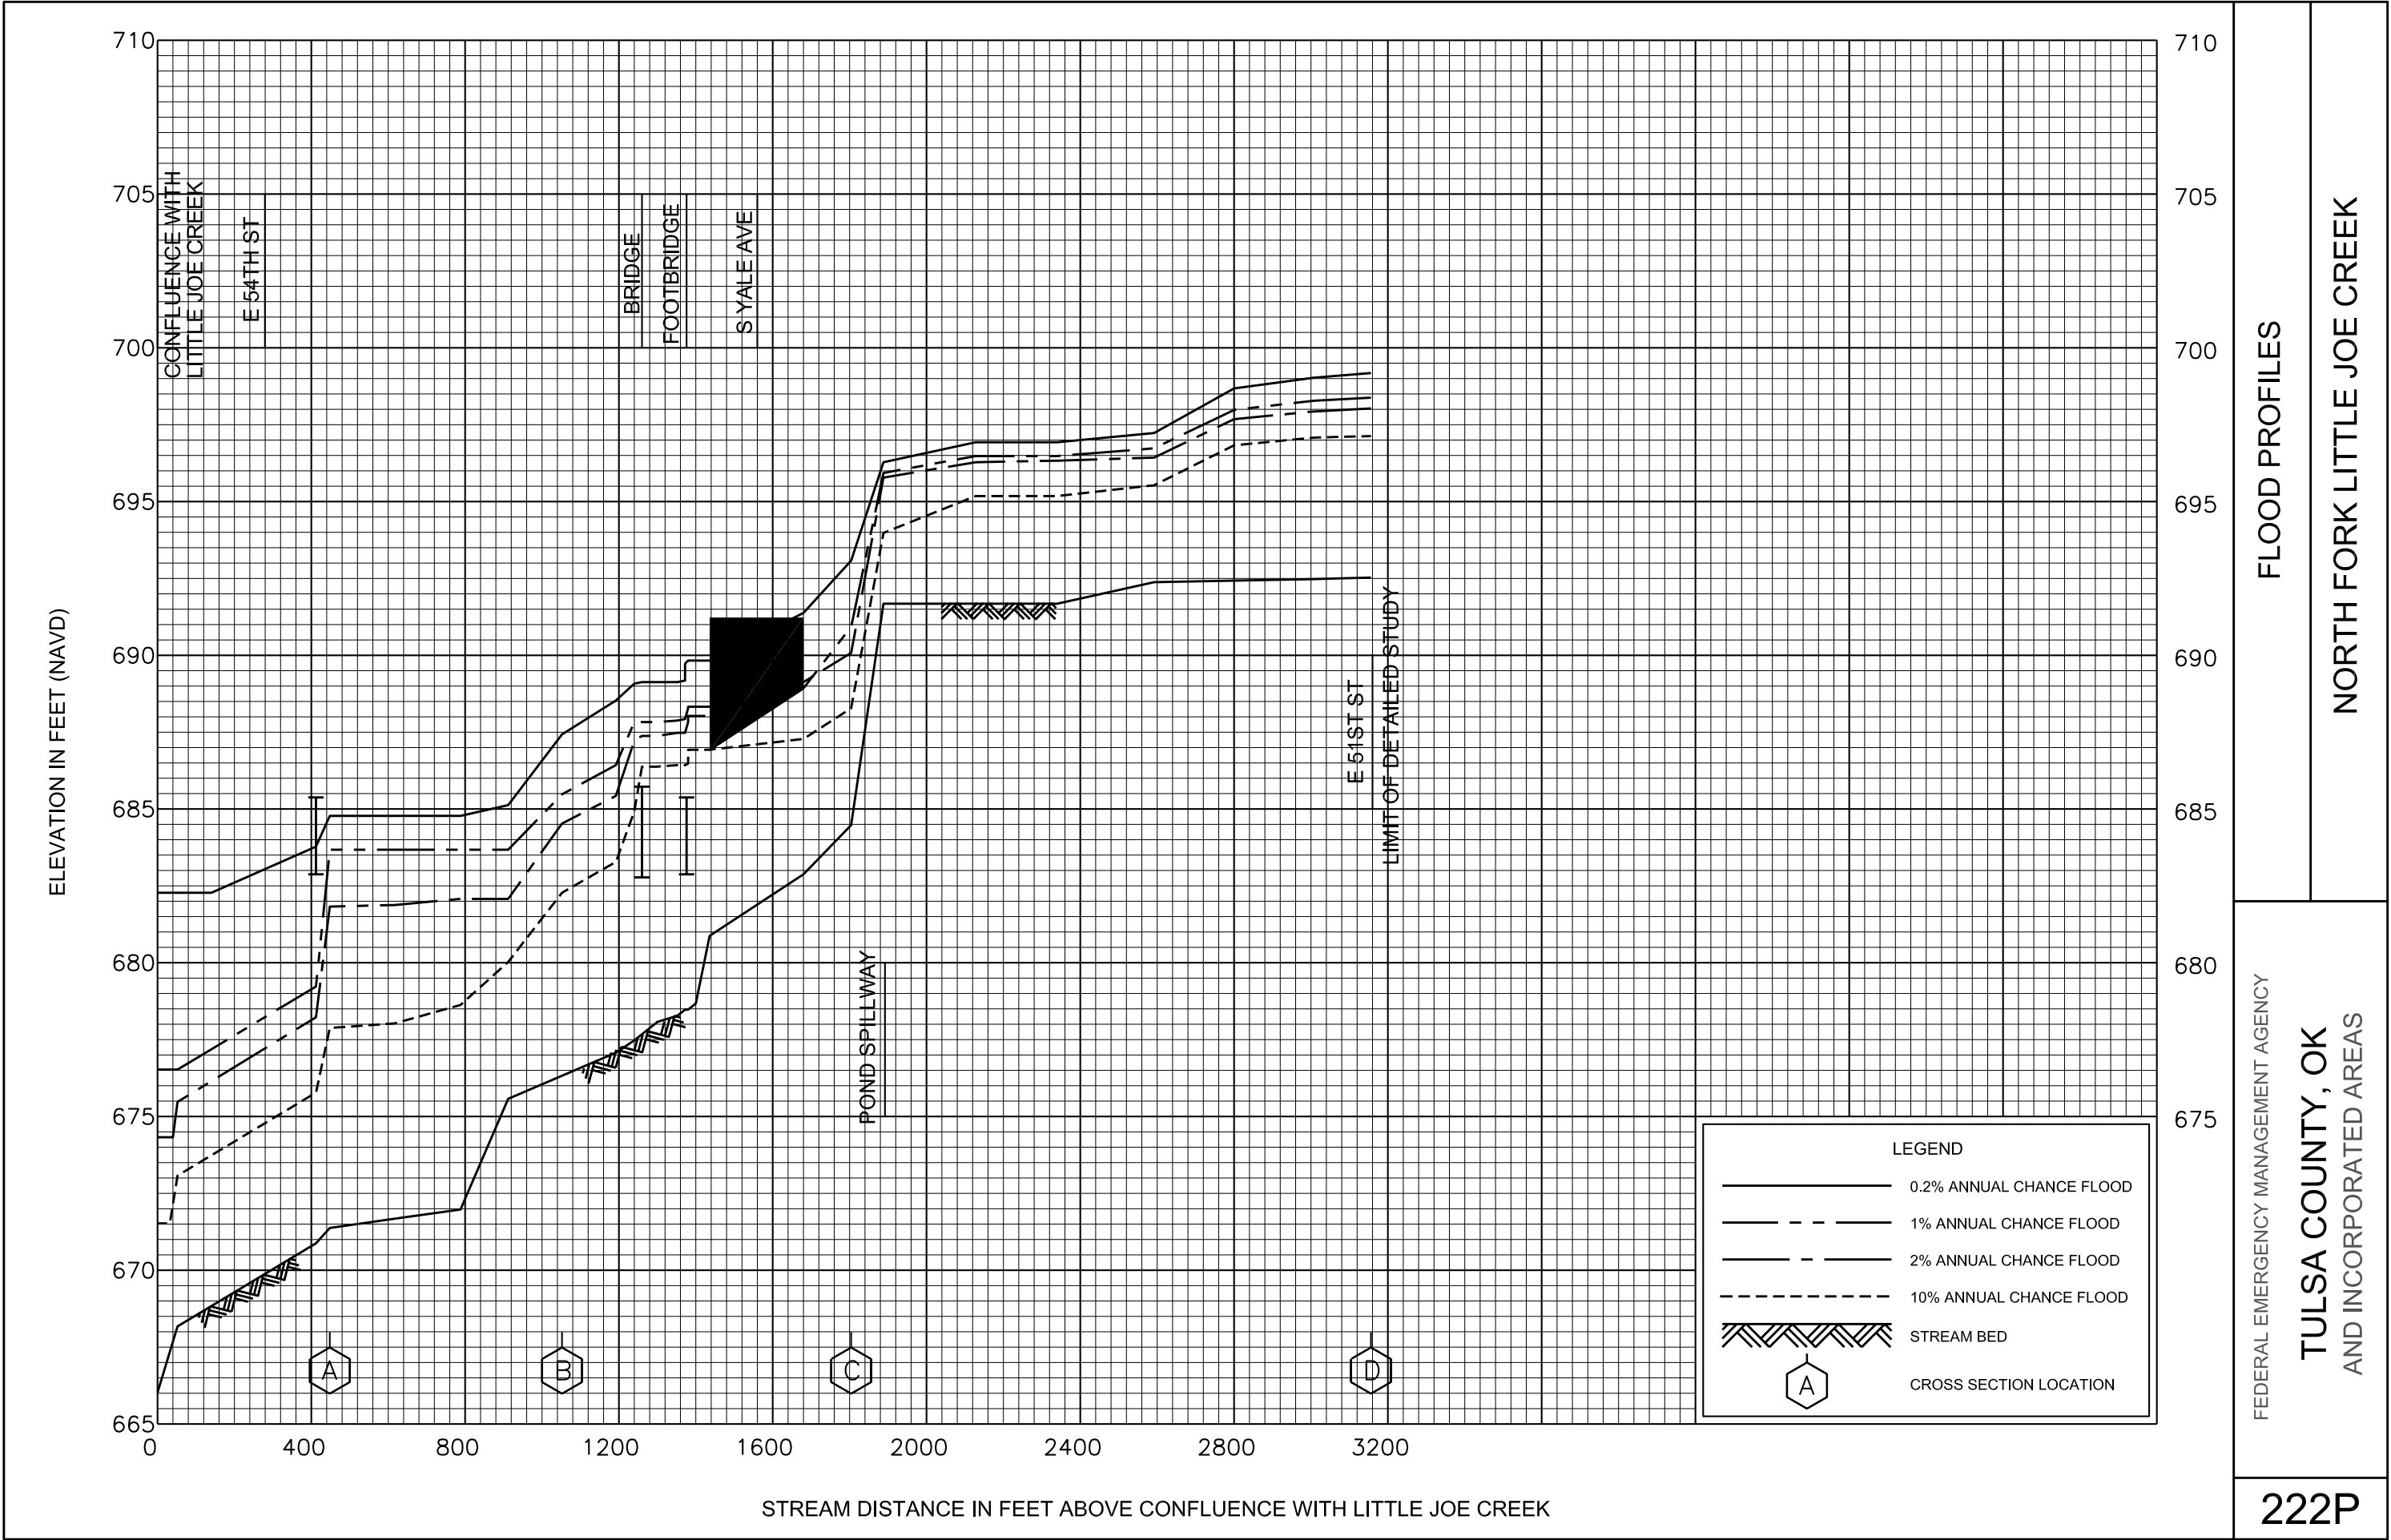 710
705
700
695
690
685
680
675
670
665
ELEVATION IN FEET (NAVD)
CONFLUENCE WITH
LITTLE JOE CREEK
E 54TH ST
BRIDGE
FOOTBRIDGE
S YALE AVE
POND SPILLWAY
E 51ST ST
LIMIT OF DETAILED STUDY
A
B
C
D
0
400
800
1200
1600
2000
2400
2800
3200
STREAM DISTANCE IN FEET ABOVE CONFLUENCE WITH LITTLE JOE CREEK
710
705
700
695
690
685
680
675
LEGEND
0.2% ANNUAL CHANCE FLOOD
1% ANNUAL CHANCE FLOOD
2% ANNUAL CHANCE FLOOD
10% ANNUAL CHANCE FLOOD
STREAM BED
A
CROSS SECTION LOCATION
FLOOD PROFILES
NORTH FORK LITTLE JOE CREEK
FEDERAL EMERGENCY MANAGEMENT AGENCY
TULSA COUNTY, OK
AND INCORPORATED AREAS
222P